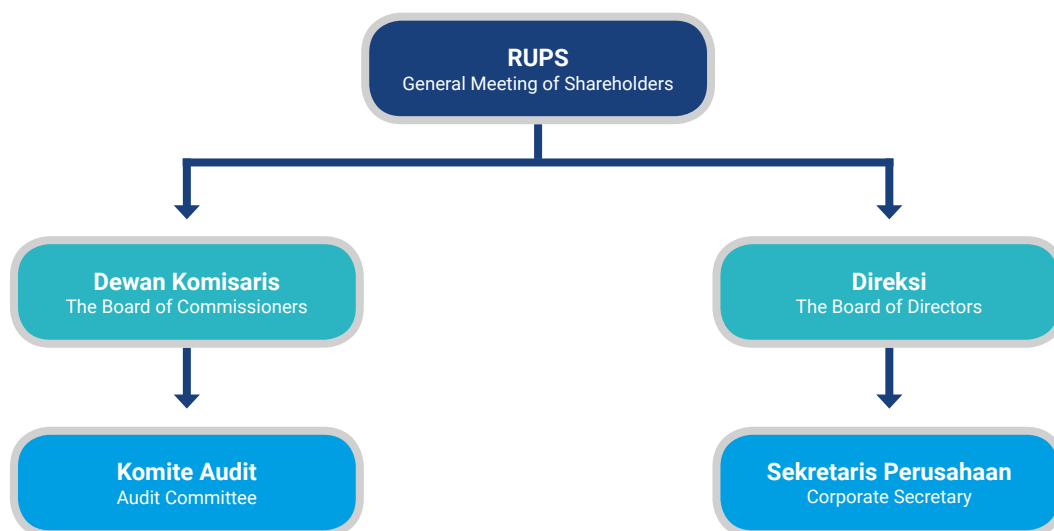 RUPS
General Meeting of Shareholders
Dewan Komisaris
The Board of Commissioners
Direksi
The Board of Directors
Komite Audit
Audit Committee
Sekretaris Perusahaan
Corporate Secretary